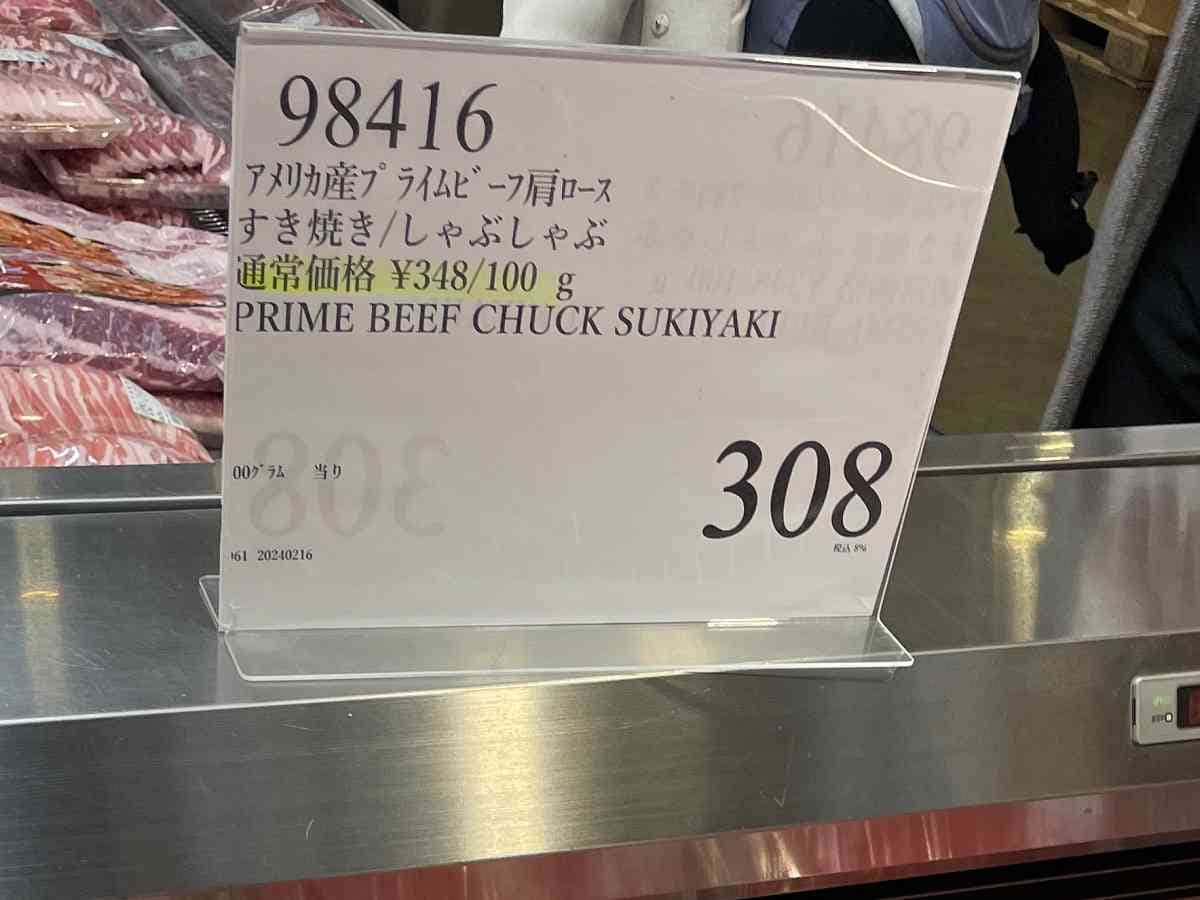 98416
アメリカ産プライムビーフ肩ロース
すき焼き/しゃぶしゃぶ
通常価格 ¥348/100 g
PRIME BEEF CHUCK SUKIYAKI
00グラム 当り
308
61 20240216
税込 8%